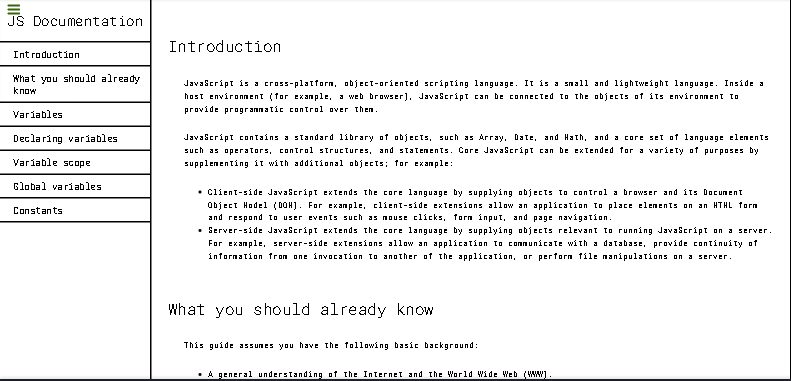 JS Documentation
Introduction
What you should already
know
Variables
Declaring variables
Variable scope
Global variables
Constants
Introduction
JavaScript is a cross-platform, object-oriented scripting language. It is a small and lightweight language. Inside a
host environment (for example, a web browser), JavaScript can be connected to the objects of its environment to
provide programmatic control over them.
JavaScript contains a standard library of objects, such as Array, Date, and Math, and a core set of language elements
such as operators, control structures, and statements. Core JavaScript can be extended for a variety of purposes by
supplementing it with additional objects; for example:
• Client-side JavaScript extends the core language by supplying objects to control a browser and its Document
Object Model (DOM). For example, client-side extensions allow an application to place elements on an HTML form
and respond to user events such as mouse clicks, form input, and page navigation.
• Server-side JavaScript extends the core language by supplying objects relevant to running JavaScript on a server.
For example, server-side extensions allow an application to communicate with a database, provide continuity of
information from one invocation to another of the application, or perform file manipulations on a server.
What you should already know
This guide assumes you have the following basic background:
• A general understanding of the Internet and the World Wide Web (WWW).